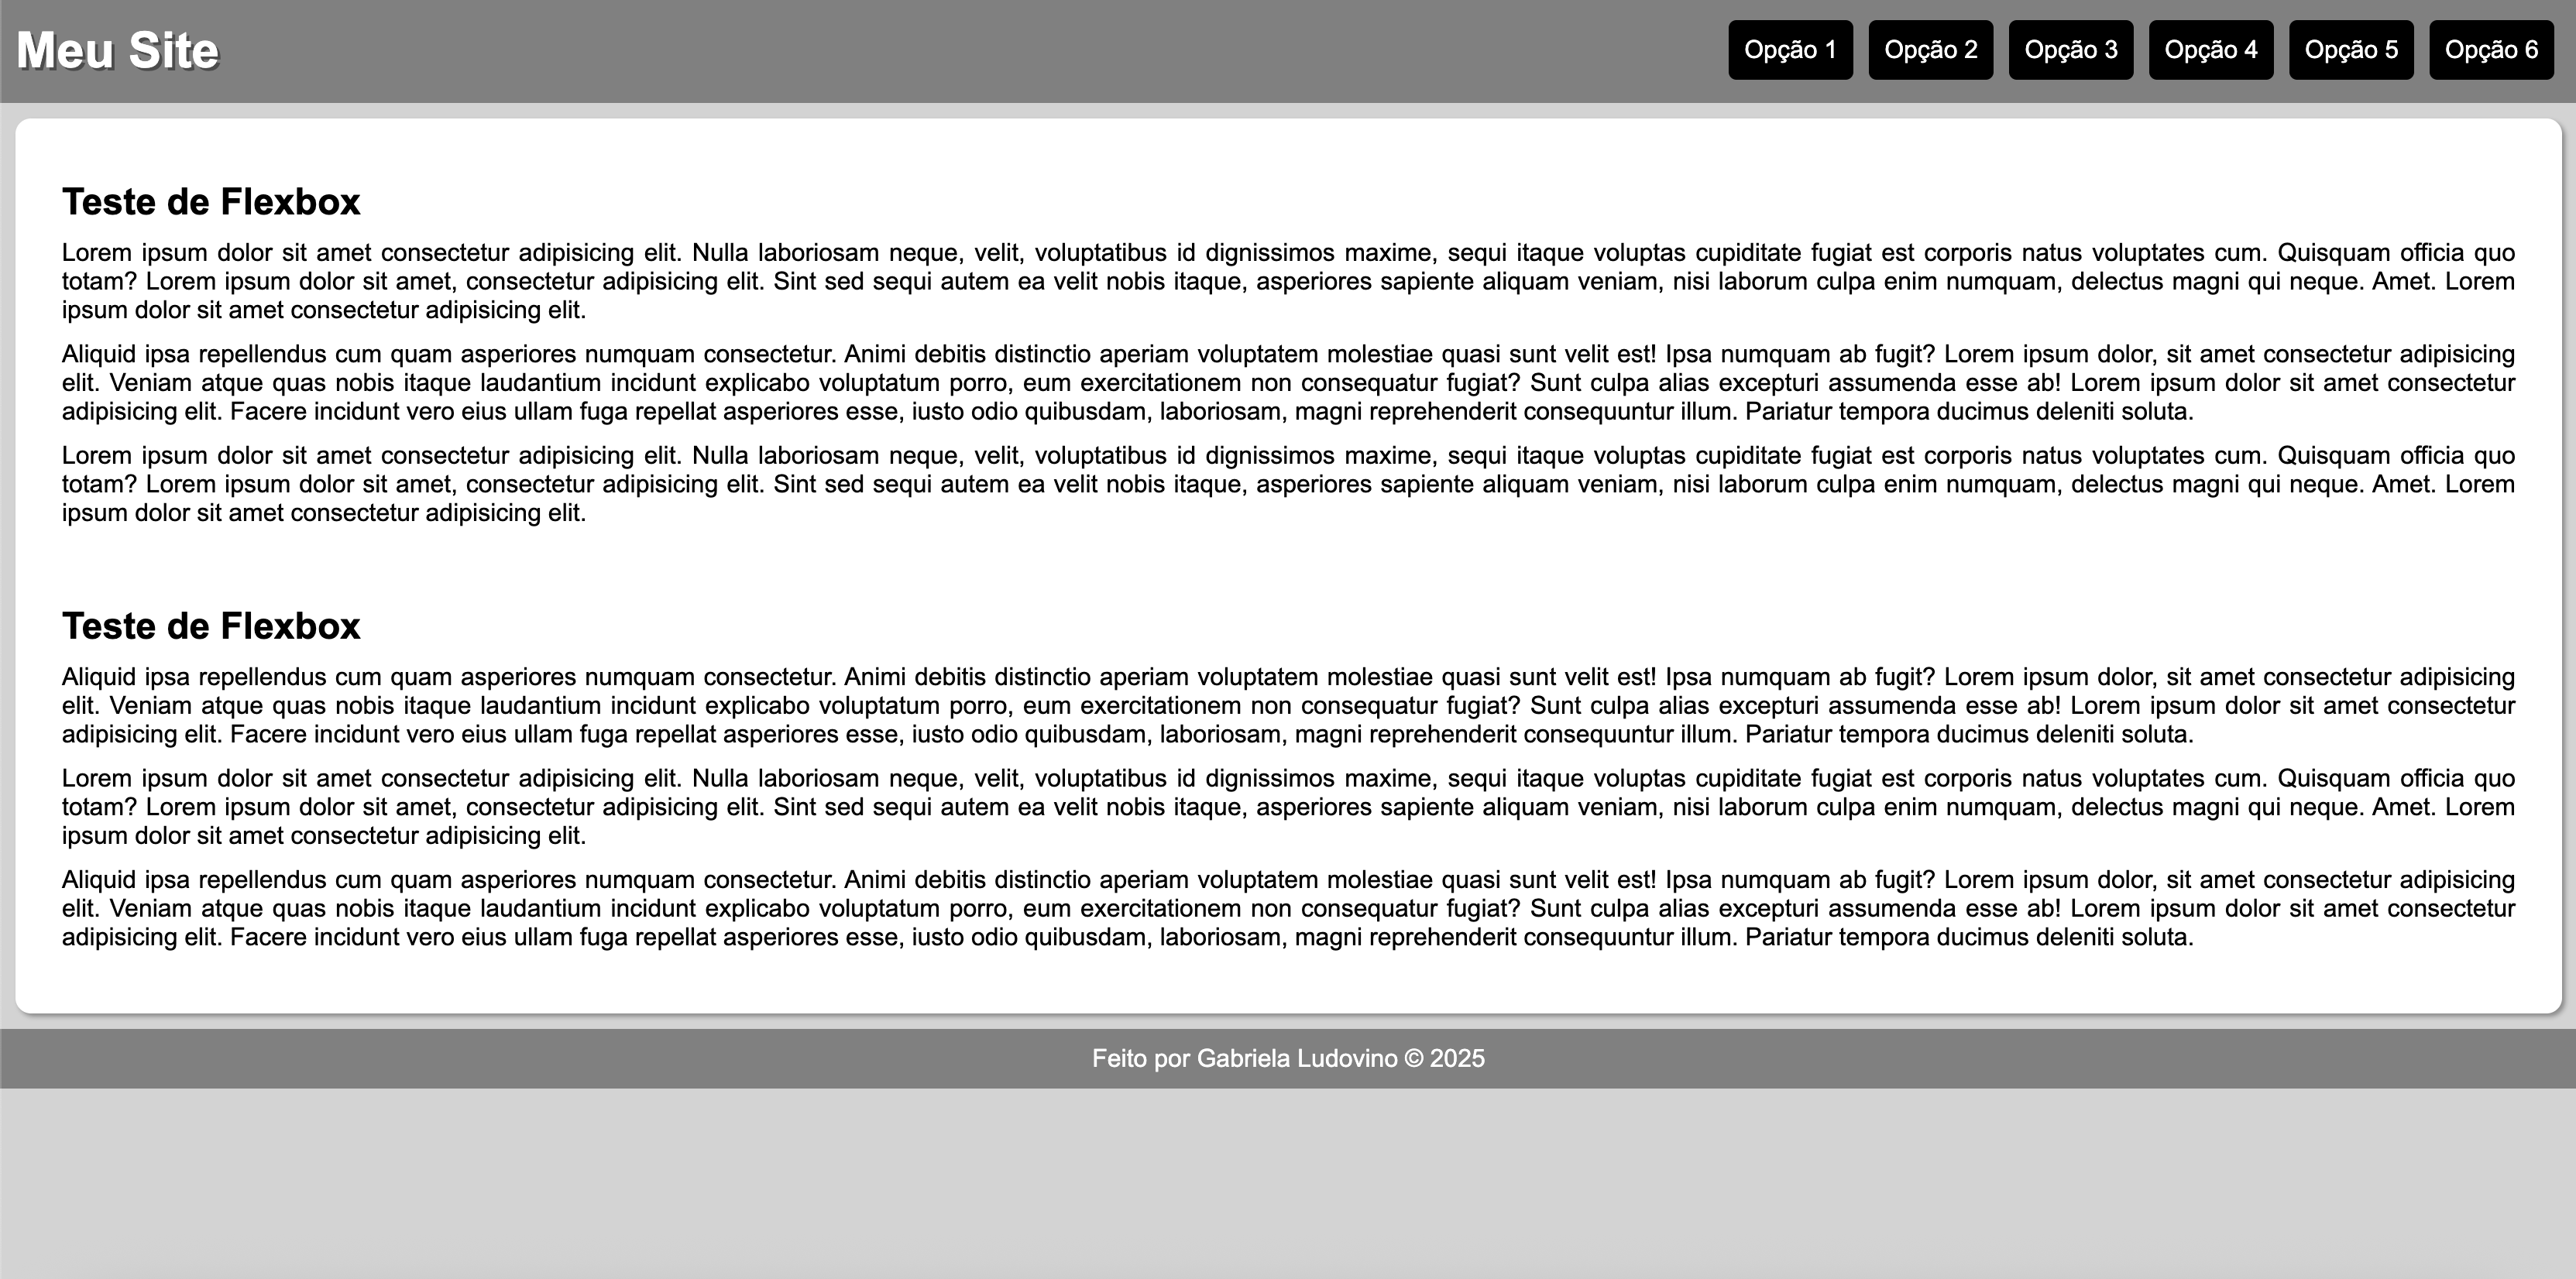 Meu Site
Opção 1
Opção 2
Opção 3
Opção 4
Opção 5
Opção 6
Teste de Flexbox
Lorem ipsum dolor sit amet consectetur adipisicing elit. Nulla laboriosam neque, velit, voluptatibus id dignissimos maxime, sequi itaque voluptas cupiditate fugiat est corporis natus voluptates cum. Quisquam officia quo
totam? Lorem ipsum dolor sit amet, consectetur adipisicing elit. Sint sed sequi autem ea velit nobis itaque, asperiores sapiente aliquam veniam, nisi laborum culpa enim numquam, delectus magni qui neque. Amet. Lorem
ipsum dolor sit amet consectetur adipisicing elit.
Aliquid ipsa repellendus cum quam asperiores numquam consectetur. Animi debitis distinctio aperiam voluptatem molestiae quasi sunt velit est! Ipsa numquam ab fugit? Lorem ipsum dolor, sit amet consectetur adipisicing
elit. Veniam atque quas nobis itaque laudantium incidunt explicabo voluptatum porro, eum exercitationem non consequatur fugiat? Sunt culpa alias excepturi assumenda esse ab! Lorem ipsum dolor sit amet consectetur
adipisicing elit. Facere incidunt vero eius ullam fuga repellat asperiores esse, iusto odio quibusdam, laboriosam, magni reprehenderit consequuntur illum. Pariatur tempora ducimus deleniti soluta.
Lorem ipsum dolor sit amet consectetur adipisicing elit. Nulla laboriosam neque, velit, voluptatibus id dignissimos maxime, sequi itaque voluptas cupiditate fugiat est corporis natus voluptates cum. Quisquam officia quo
totam? Lorem ipsum dolor sit amet, consectetur adipisicing elit. Sint sed sequi autem ea velit nobis itaque, asperiores sapiente aliquam veniam, nisi laborum culpa enim numquam, delectus magni qui neque. Amet. Lorem
ipsum dolor sit amet consectetur adipisicing elit.
Teste de Flexbox
Aliquid ipsa repellendus cum quam asperiores numquam consectetur. Animi debitis distinctio aperiam voluptatem molestiae quasi sunt velit est! Ipsa numquam ab fugit? Lorem ipsum dolor, sit amet consectetur adipisicing
elit. Veniam atque quas nobis itaque laudantium incidunt explicabo voluptatum porro, eum exercitationem non consequatur fugiat? Sunt culpa alias excepturi assumenda esse ab! Lorem ipsum dolor sit amet consectetur
adipisicing elit. Facere incidunt vero eius ullam fuga repellat asperiores esse, iusto odio quibusdam, laboriosam, magni reprehenderit consequuntur illum. Pariatur tempora ducimus deleniti soluta.
Lorem ipsum dolor sit amet consectetur adipisicing elit. Nulla laboriosam neque, velit, voluptatibus id dignissimos maxime, sequi itaque voluptas cupiditate fugiat est corporis natus voluptates cum. Quisquam officia quo
totam? Lorem ipsum dolor sit amet, consectetur adipisicing elit. Sint sed sequi autem ea velit nobis itaque, asperiores sapiente aliquam veniam, nisi laborum culpa enim numquam, delectus magni qui neque. Amet. Lorem
ipsum dolor sit amet consectetur adipisicing elit.
Aliquid ipsa repellendus cum quam asperiores numquam consectetur. Animi debitis distinctio aperiam voluptatem molestiae quasi sunt velit est! Ipsa numquam ab fugit? Lorem ipsum dolor, sit amet consectetur adipisicing
elit. Veniam atque quas nobis itaque laudantium incidunt explicabo voluptatum porro, eum exercitationem non consequatur fugiat? Sunt culpa alias excepturi assumenda esse ab! Lorem ipsum dolor sit amet consectetur
adipisicing elit. Facere incidunt vero eius ullam fuga repellat asperiores esse, iusto odio quibusdam, laboriosam, magni reprehenderit consequuntur illum. Pariatur tempora ducimus deleniti soluta.
Feito por Gabriela Ludovino © 2025